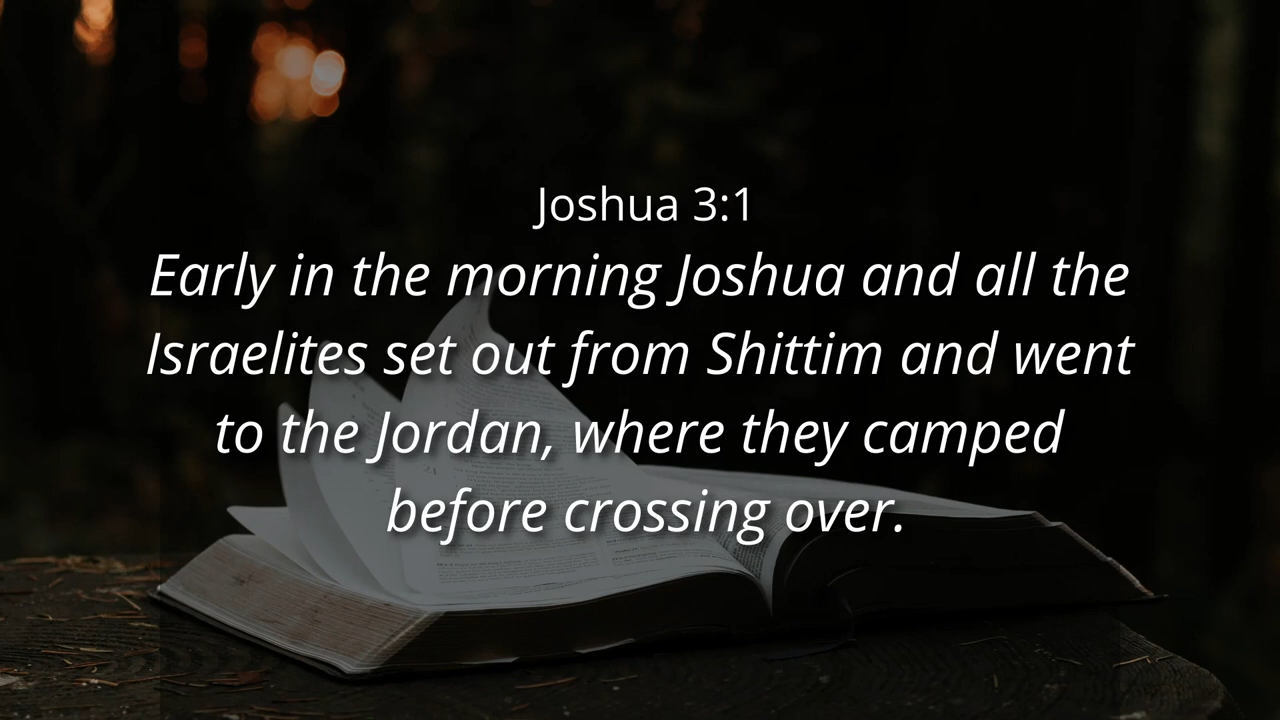 Joshua 3:1
Early in the morning Joshua and all the
Israelites set out from Shittim and went
to the Jordan, where they camped
before crossing over.